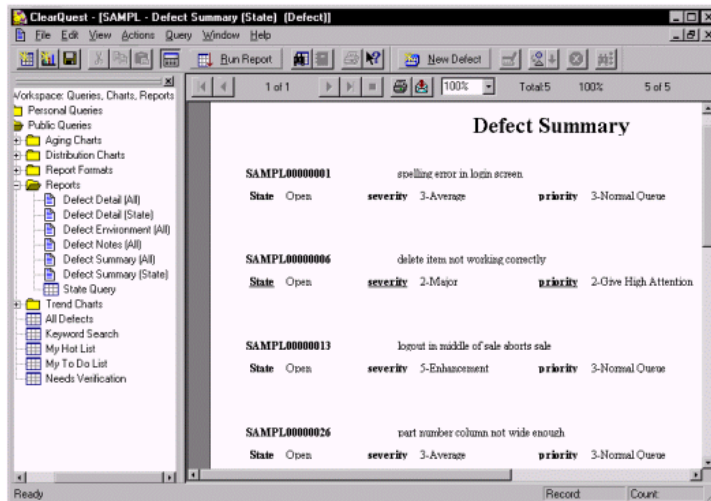 ClearQuest - [SAMPL - Defect Summary (State) (Defect)]
File Edit View Actions Query Window Help
Run Report New Defect
1 of 1 100% Total:5 100% 5 of 5
Workspace: Queries, Charts, Reports
Personal Queries
Public Queries
Aging Charts
Distribution Charts
Report Formats
Reports
Defect Detail (All)
Defect Detail (State)
Defect Environment (All)
Defect Notes (All)
Defect Summary (All)
Defect Summary (State)
State Query
Trend Charts
All Defects
Keyword Search
My Hot List
My To Do List
Needs Verification
Defect Summary
SAMPL00000001 spelling error in login screen
State Open severity 3-Average priority 3-Normal Queue
SAMPL00000006 delete item not working correctly
State Open severity 2-Major priority 2-Give High Attention
SAMPL00000013 logout in middle of sale aborts sale
State Open severity 5-Enhancement priority 3-Normal Queue
SAMPL00000026 part number column not wide enough
State Open severity 3-Average priority 3-Normal Queue
Ready Record: Count: